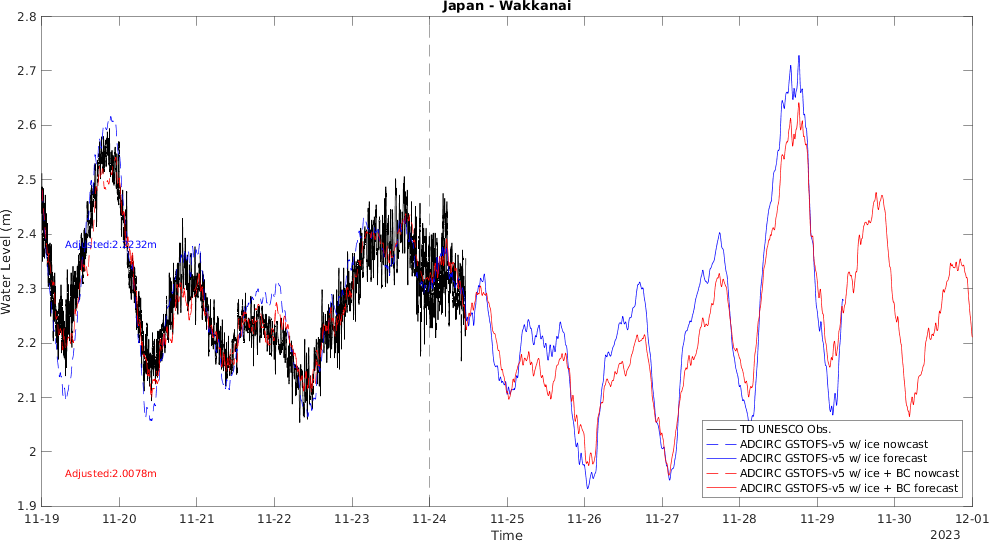 Japan - Wakkanai
2.8
2.7
2.6
2.5
2.4
2.3
2.2
2.1
2
1.9
Water Level (m)
Adjusted:2.2232m
Adjusted:2.0078m
TD UNESCO Obs.
ADCIRC GSTOFS-v5 w/ ice nowcast
ADCIRC GSTOFS-v5 w/ ice forecast
ADCIRC GSTOFS-v5 w/ ice + BC nowcast
ADCIRC GSTOFS-v5 w/ ice + BC forecast
11-19 11-20 11-21 11-22 11-23 11-24 11-25 11-26 11-27 11-28 11-29 11-30 12-01
Time
2023